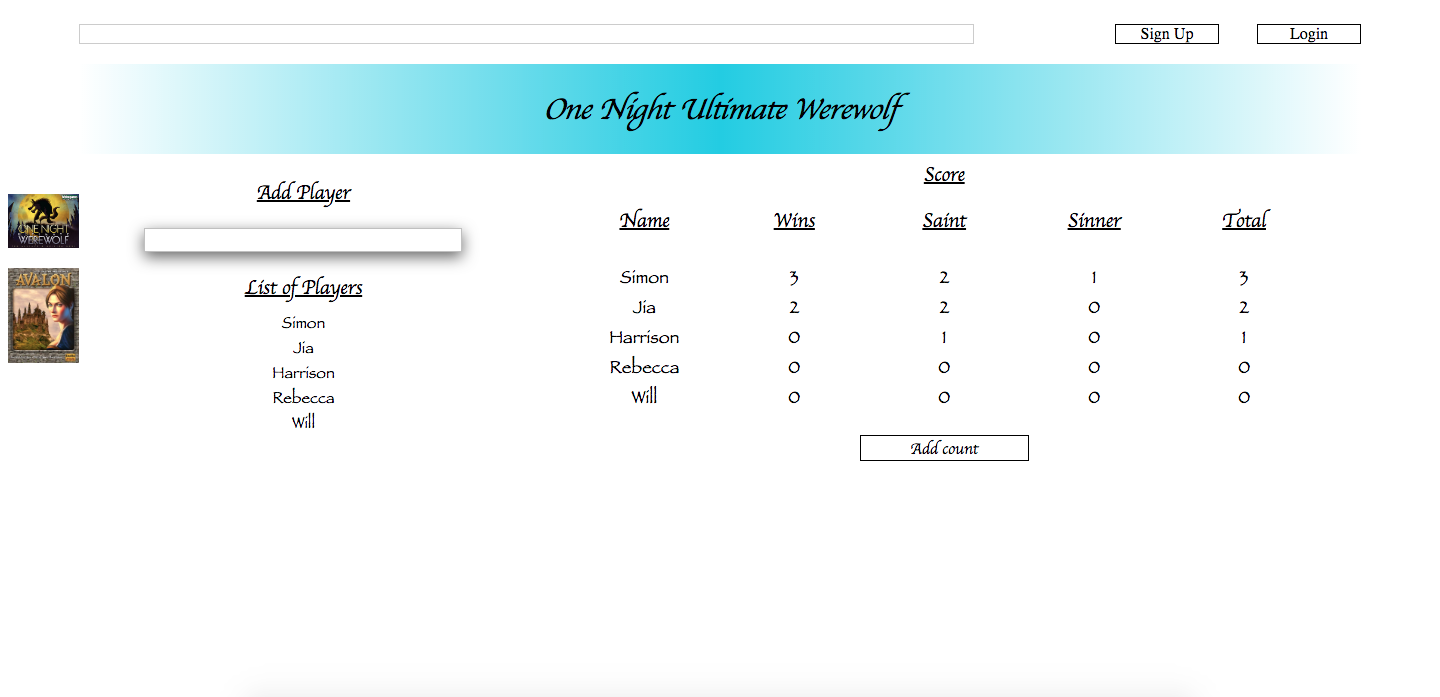 Sign Up Login
One Night Ultimate Werewolf
ONE NIGHT
WEREWOLF
AVALON
Add Player
List of Players
Simon
Jia
Harrison
Rebecca
Will
Score
Name Wins Saint Sinner Total
Simon 3 2 1 3
Jia 2 2 0 2
Harrison 0 1 0 1
Rebecca 0 0 0 0
Will 0 0 0 0
Add count